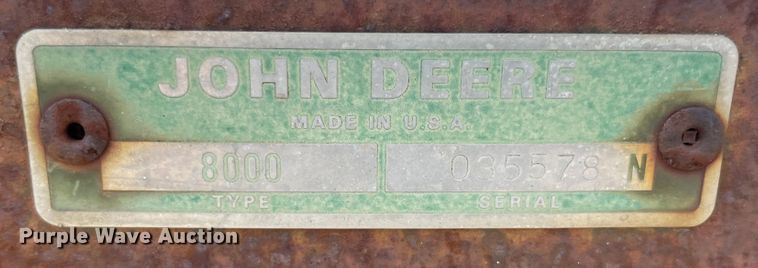 JOHN DEERE
MADE IN U.S.A.
8000 035578 N
TYPE SERIAL
Purple Wave Auction